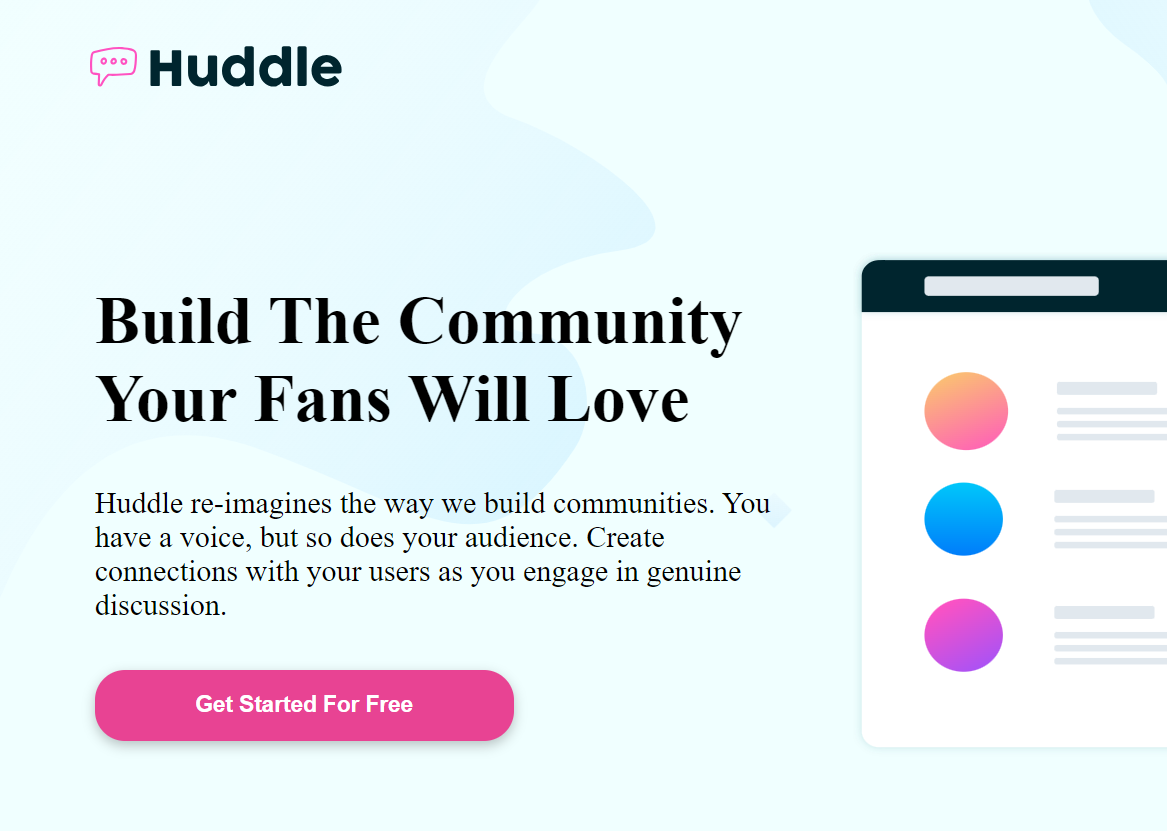 Huddle
Build The Community
Your Fans Will Love
Huddle re-imagines the way we build communities. You
have a voice, but so does your audience. Create
connections with your users as you engage in genuine
discussion.
Get Started For Free